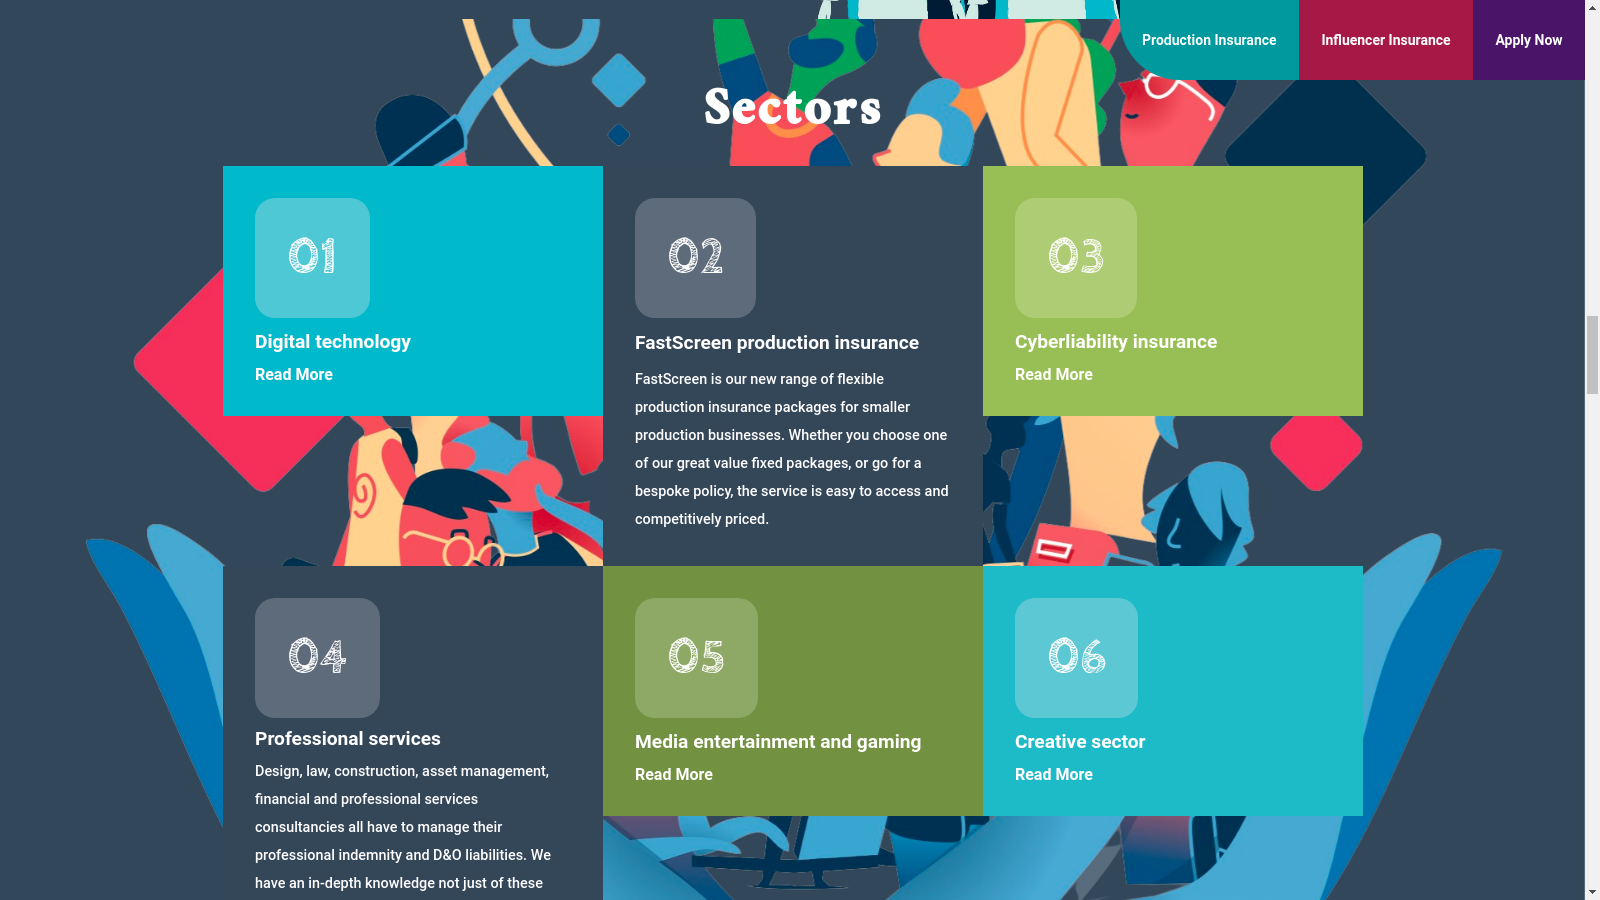 Production Insurance
Influencer Insurance
Apply Now
Sectors
01
Digital technology
Read More
02
FastScreen production insurance
FastScreen is our new range of flexible
production insurance packages for smaller
production businesses. Whether you choose one
of our great value fixed packages, or go for a
bespoke policy, the service is easy to access and
competitively priced.
03
Cyberliability insurance
Read More
04
Professional services
Design, law, construction, asset management,
financial and professional services
consultancies all have to manage their
professional indemnity and D&O liabilities. We
have an in-depth knowledge not just of these
05
Media entertainment and gaming
Read More
06
Creative sector
Read More